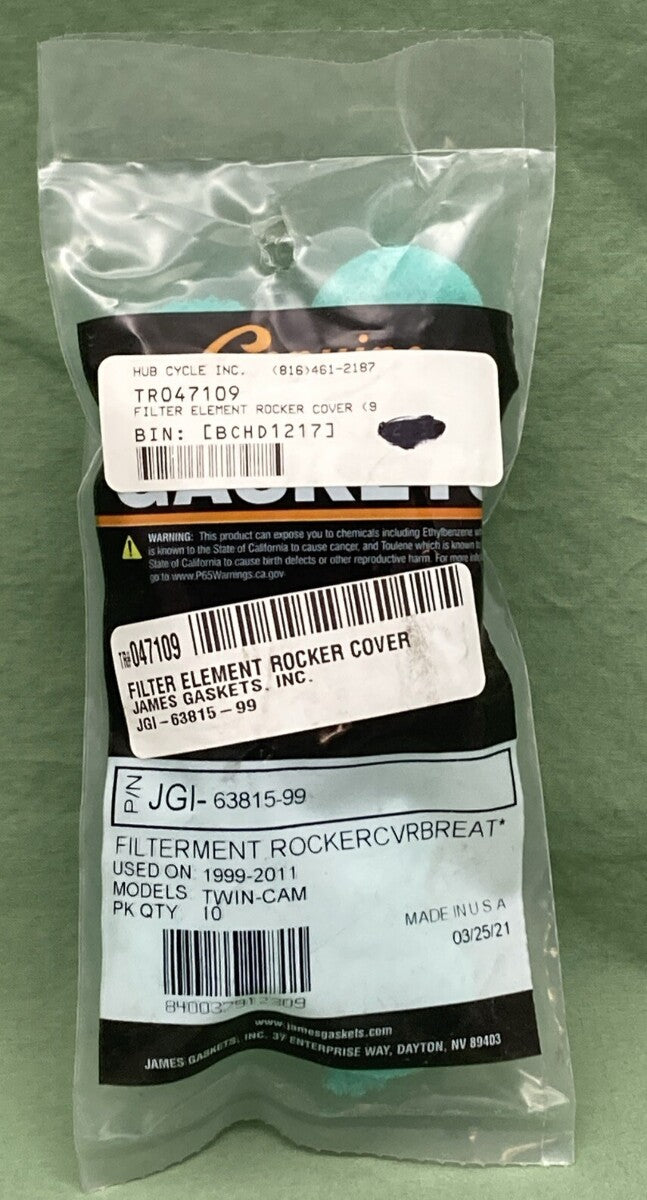 Genuine
HUB CYCLE INC. (816)461-2187
TR047109
FILTER ELEMENT ROCKER COVER (9
BIN: [BCHD1217]
GASKETS
WARNING: This product can expose you to chemicals including Ethylbenzene
is known to the State of California to cause cancer, and Toulene which is known to
State of California to cause birth defects or other reproductive harm. For more
go to www.P65Warnings.ca.gov
TR# 047109
FILTER ELEMENT ROCKER COVER
JAMES GASKETS, INC.
JGI-63815-99
P/N JGI- 63815-99
FILTERMENT ROCKERCVRBREAT*
USED ON 1999-2011
MODELS TWIN-CAM
PK QTY 10
MADE IN U S A
03/25/21
840037912309
www.jamesgaskets.com
JAMES GASKETS, INC. 37 ENTERPRISE WAY, DAYTON, NV 89403